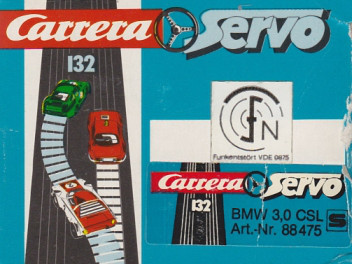 Carrera Servo
132
F N
Funkentstört VDE 0875
Carrera Servo
132
BMW 3,0 CSL
Art.-Nr. 88475
S